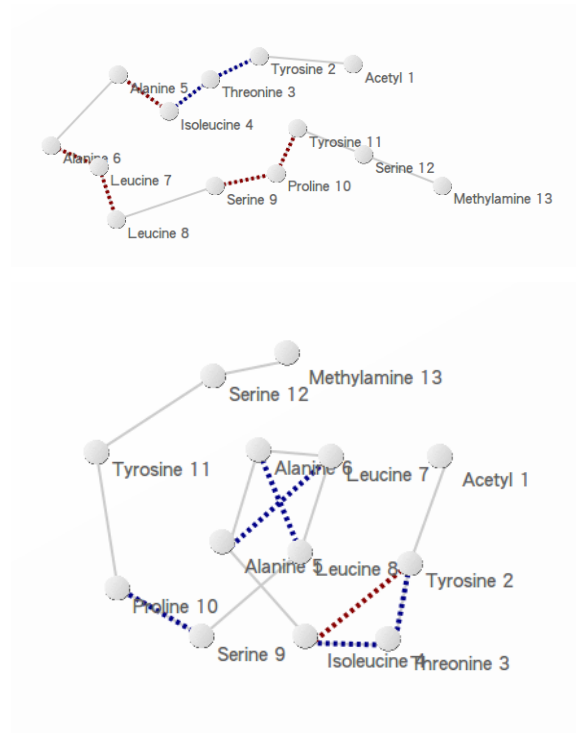 Tyrosine 2
Acetyl 1
Alanine 5
Threonine 3
Isoleucine 4
Tyrosine 11
Alanine 6
Serine 12
Leucine 7
Proline 10
Serine 9
Methylamine 13
Leucine 8
Methylamine 13
Serine 12
Tyrosine 11
Alanine 6
Leucine 7
Acetyl 1
Alanine 5
Leucine 8
Tyrosine 2
Proline 10
Serine 9
Isoleucine 4
Threonine 3